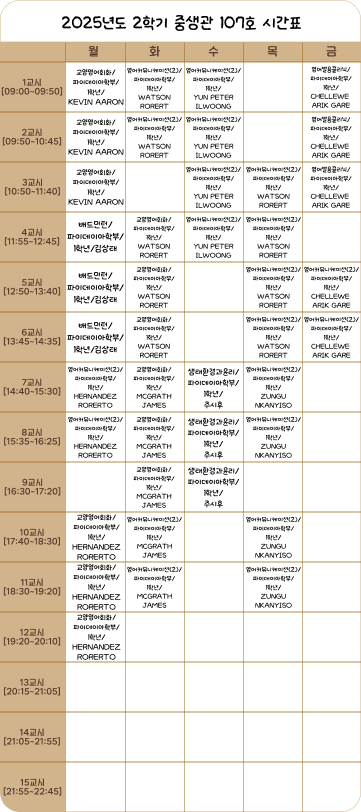 2025년도 2학기 중생관 107호 시간표
월 화 수 목 금
1교시
[09:00~09:50]
교양영어회화/
파이데이아학부/
1학년/
KEVIN AARON
영어커뮤니케이션(2)/
파이데이아학부/
1학년/
WATSON
RORERT
영어커뮤니케이션(2)/
파이데이아학부/
1학년/
YUN PETER
ILWOONG
영어발음클리닉/
파이데이아학부/
1학년/
CHELLEWE
ARIK GARE
2교시
[09:50~10:45]
교양영어회화/
파이데이아학부/
1학년/
KEVIN AARON
영어커뮤니케이션(2)/
파이데이아학부/
1학년/
WATSON
RORERT
영어커뮤니케이션(2)/
파이데이아학부/
1학년/
YUN PETER
ILWOONG
영어발음클리닉/
파이데이아학부/
1학년/
CHELLEWE
ARIK GARE
3교시
[10:50~11:40]
교양영어회화/
파이데이아학부/
1학년/
KEVIN AARON
영어커뮤니케이션(2)/
파이데이아학부/
1학년/
YUN PETER
ILWOONG
영어커뮤니케이션(2)/
파이데이아학부/
1학년/
WATSON
RORERT
영어발음클리닉/
파이데이아학부/
1학년/
CHELLEWE
ARIK GARE
4교시
[11:55~12:45]
배드민턴/
파이데이아학부/
1학년/김상래
교양영어회화/
파이데이아학부/
1학년/
WATSON
RORERT
영어커뮤니케이션(2)/
파이데이아학부/
1학년/
YUN PETER
ILWOONG
영어커뮤니케이션(2)/
파이데이아학부/
1학년/
WATSON
RORERT
5교시
[12:50~13:40]
배드민턴/
파이데이아학부/
1학년/김상래
교양영어회화/
파이데이아학부/
1학년/
WATSON
RORERT
영어커뮤니케이션(2)/
파이데이아학부/
1학년/
WATSON
RORERT
영어커뮤니케이션(2)/
파이데이아학부/
1학년/
CHELLEWE
ARIK GARE
6교시
[13:45~14:35]
배드민턴/
파이데이아학부/
1학년/김상래
교양영어회화/
파이데이아학부/
1학년/
WATSON
RORERT
영어커뮤니케이션(2)/
파이데이아학부/
1학년/
WATSON
RORERT
영어커뮤니케이션(2)/
파이데이아학부/
1학년/
CHELLEWE
ARIK GARE
7교시
[14:40~15:30]
영어커뮤니케이션(2)/
파이데이아학부/
1학년/
HERNANDEZ
RORERTO
교양영어회화/
파이데이아학부/
1학년/
MCGRATH
JAMES
생태환경과윤리/
파이데이아학부/
1학년/
주시후
영어커뮤니케이션(2)/
파이데이아학부/
1학년/
ZUNGU
NKANYISO
8교시
[15:35~16:25]
영어커뮤니케이션(2)/
파이데이아학부/
1학년/
HERNANDEZ
RORERTO
교양영어회화/
파이데이아학부/
1학년/
MCGRATH
JAMES
생태환경과윤리/
파이데이아학부/
1학년/
주시후
영어커뮤니케이션(2)/
파이데이아학부/
1학년/
ZUNGU
NKANYISO
9교시
[16:30~17:20]
교양영어회화/
파이데이아학부/
1학년/
MCGRATH
JAMES
생태환경과윤리/
파이데이아학부/
1학년/
주시후
10교시
[17:40~18:30]
교양영어회화/
파이데이아학부/
1학년/
HERNANDEZ
RORERTO
영어커뮤니케이션(2)/
파이데이아학부/
1학년/
MCGRATH
JAMES
영어커뮤니케이션(2)/
파이데이아학부/
1학년/
ZUNGU
NKANYISO
11교시
[18:30~19:20]
교양영어회화/
파이데이아학부/
1학년/
HERNANDEZ
RORERTO
영어커뮤니케이션(2)/
파이데이아학부/
1학년/
MCGRATH
JAMES
영어커뮤니케이션(2)/
파이데이아학부/
1학년/
ZUNGU
NKANYISO
12교시
[19:20~20:10]
교양영어회화/
파이데이아학부/
1학년/
HERNANDEZ
RORERTO
13교시
[20:15~21:05]
14교시
[21:05~21:55]
15교시
[21:55~22:45]